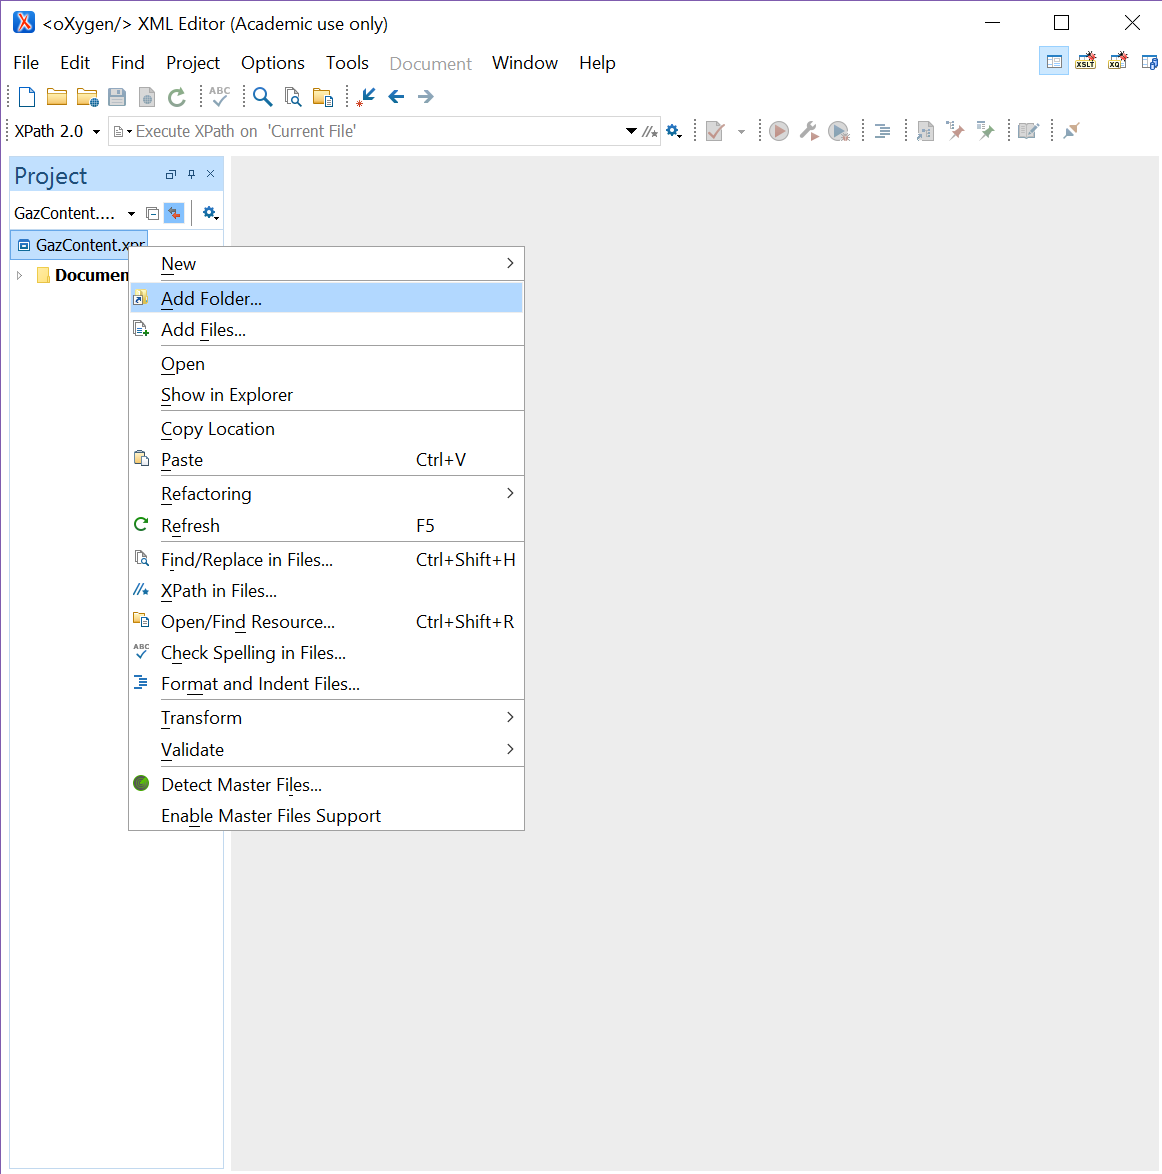 <oXygen/> XML Editor (Academic use only)
File Edit Find Project Options Tools Document Window Help
XSLT XQ
ABC
XPath 2.0 Execute XPath on 'Current File'
Project
GazContent....
GazContent.xpr
Documen
New
Add Folder...
Add Files...
Open
Show in Explorer
Copy Location
Paste Ctrl+V
Refactoring
Refresh F5
Find/Replace in Files... Ctrl+Shift+H
XPath in Files...
Open/Find Resource... Ctrl+Shift+R
ABC Check Spelling in Files...
Format and Indent Files...
Transform
Validate
Detect Master Files...
Enable Master Files Support